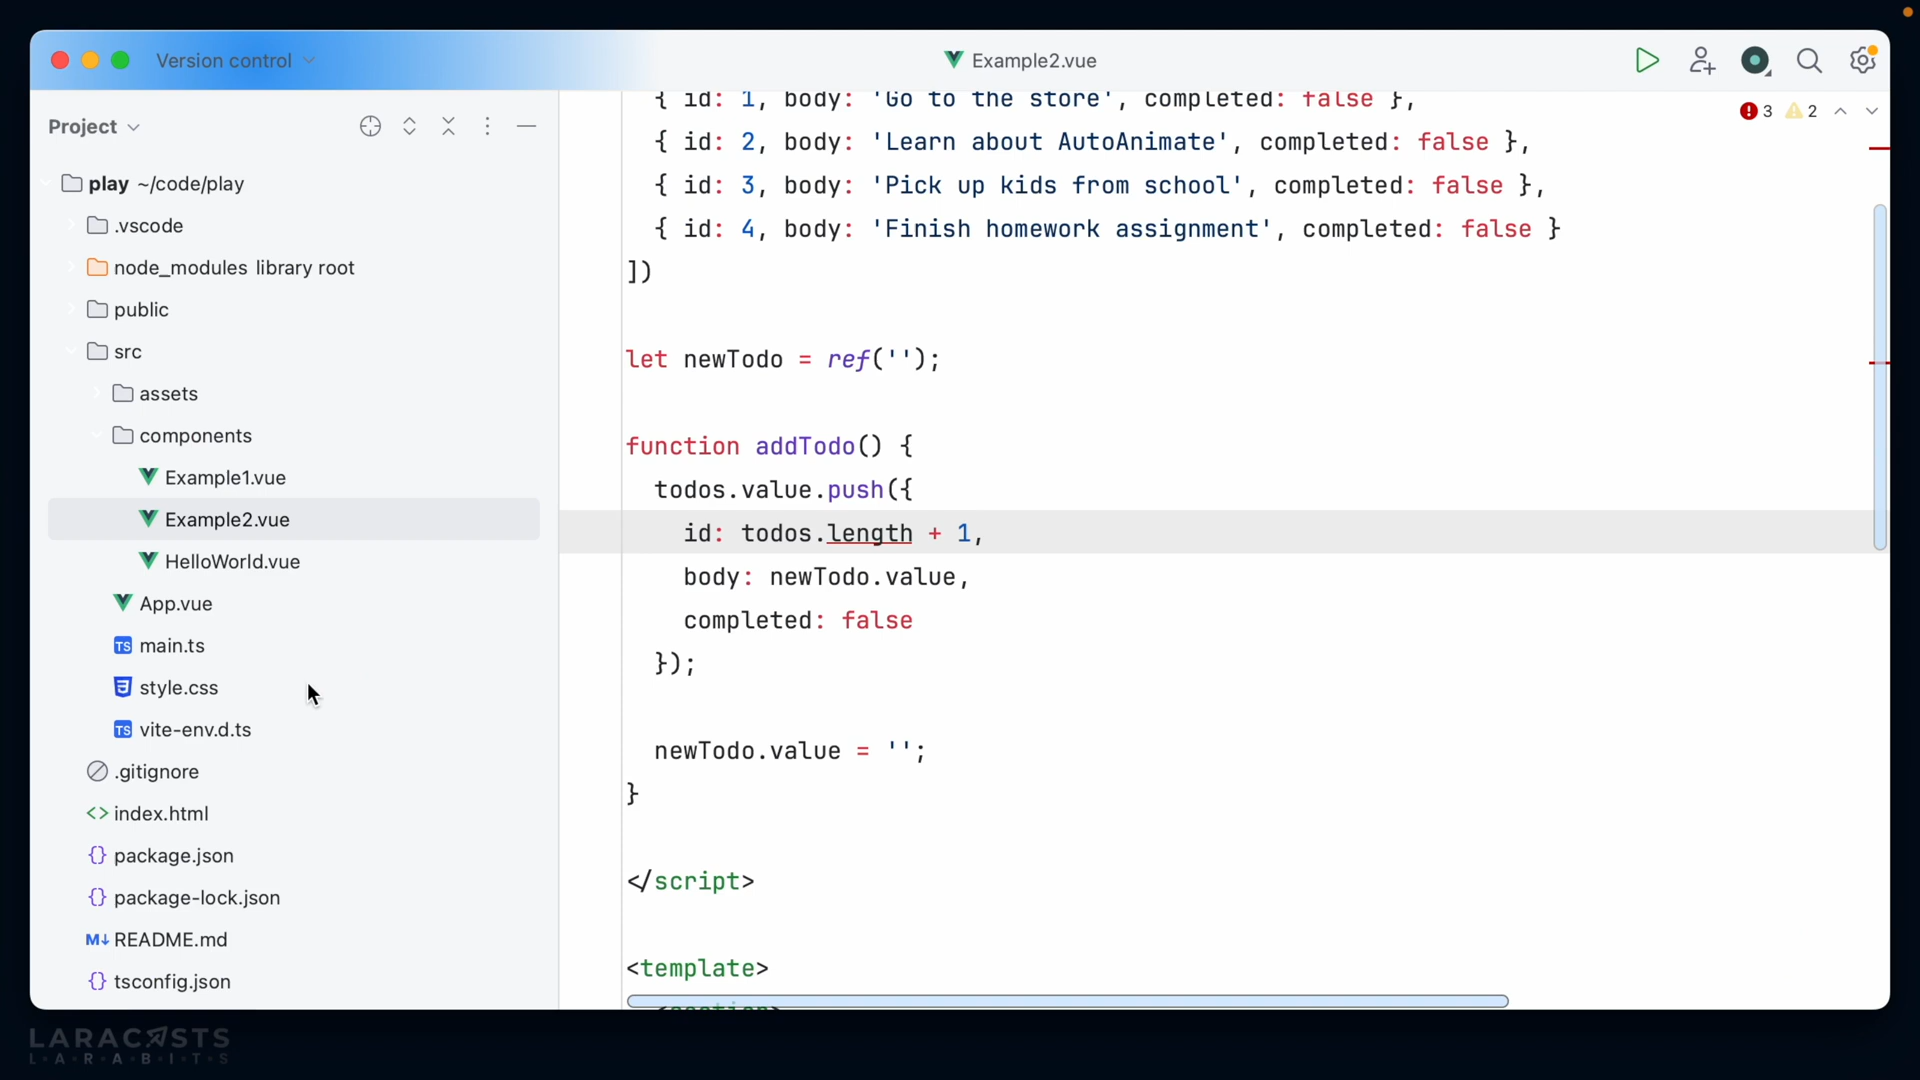 Version control
Example2.vue
Project
3
2
play ~/code/play
.vscode
node_modules library root
public
src
assets
components
Example1.vue
Example2.vue
HelloWorld.vue
App.vue
TS main.ts
style.css
TS vite-env.d.ts
.gitignore
<> index.html
{} package.json
{} package-lock.json
M↓ README.md
{} tsconfig.json
{ id: 1, body: 'Go to the store', completed: false },
{ id: 2, body: 'Learn about AutoAnimate', completed: false },
{ id: 3, body: 'Pick up kids from school', completed: false },
{ id: 4, body: 'Finish homework assignment', completed: false }
])
let newTodo = ref('');
function addTodo() {
todos.value.push({
id: todos.length + 1,
body: newTodo.value,
completed: false
});
newTodo.value = '';
}
</script>
<template>
<section>
LARACASTS
L·A·R·A·B·I·T·S